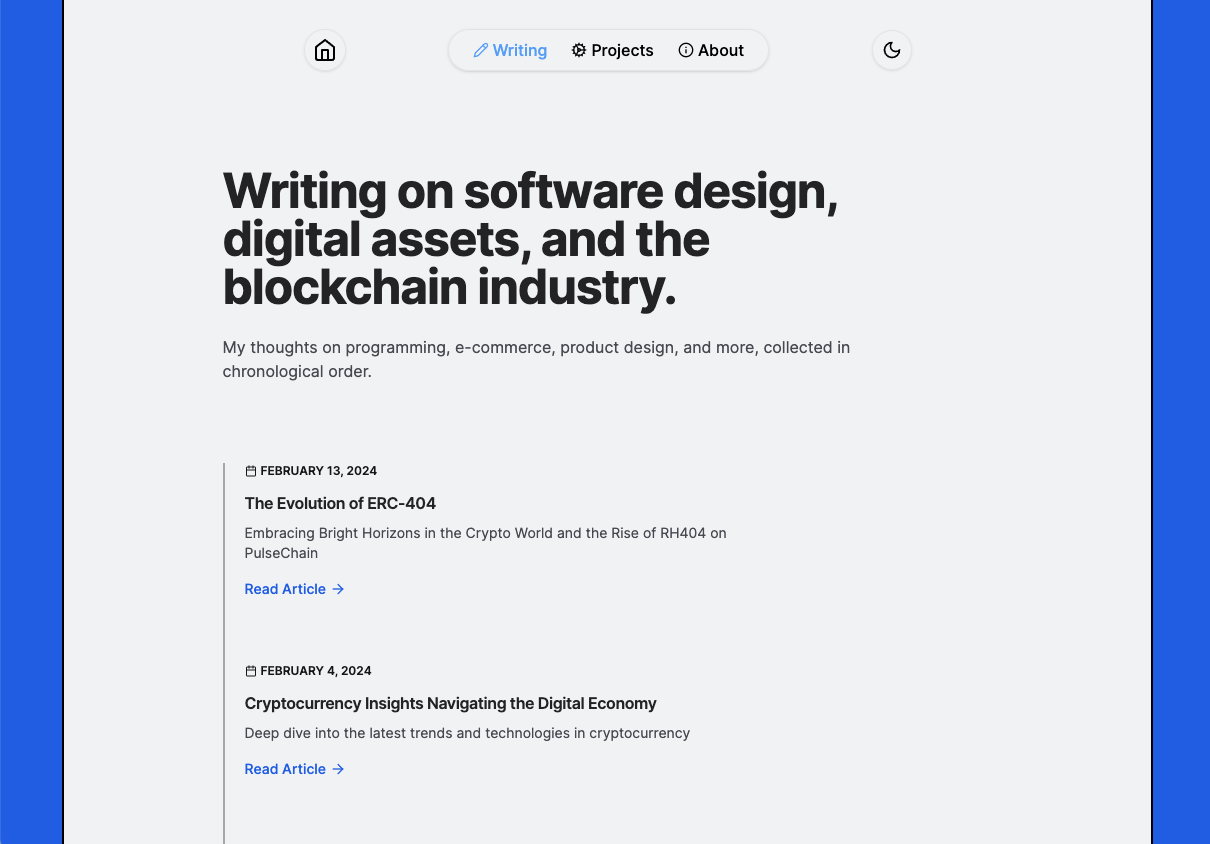 Writing Projects About
Writing on software design,
digital assets, and the
blockchain industry.
My thoughts on programming, e-commerce, product design, and more, collected in
chronological order.
FEBRUARY 13, 2024
The Evolution of ERC-404
Embracing Bright Horizons in the Crypto World and the Rise of RH404 on
PulseChain
Read Article →
FEBRUARY 4, 2024
Cryptocurrency Insights Navigating the Digital Economy
Deep dive into the latest trends and technologies in cryptocurrency
Read Article →